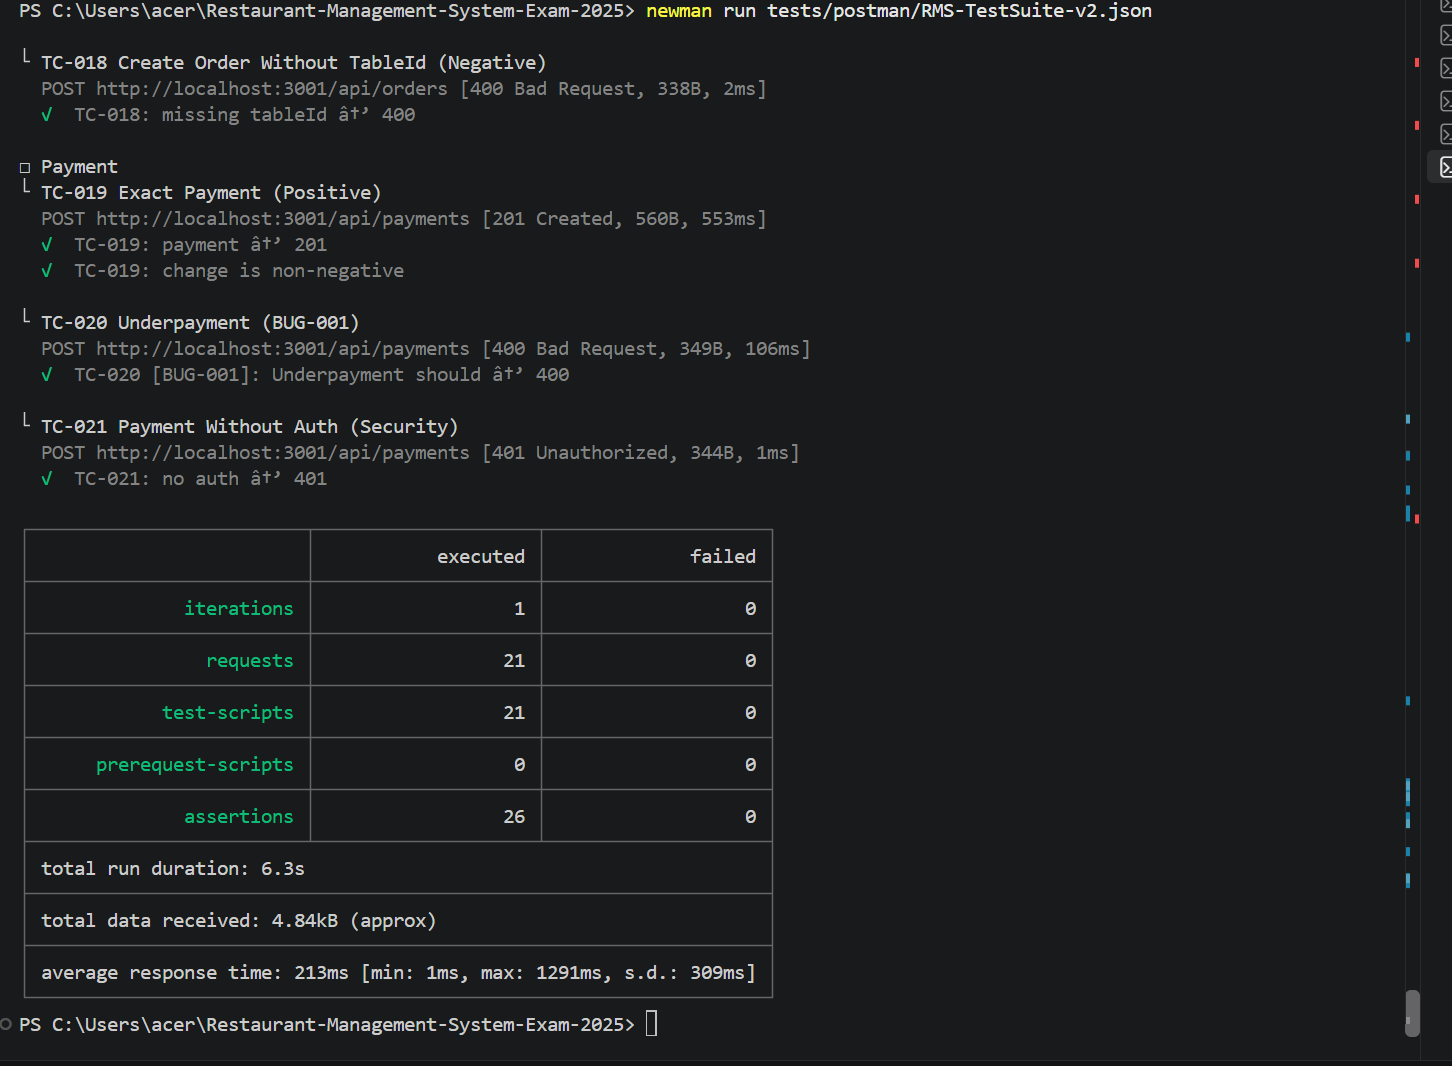 PS C:\Users\acer\Restaurant-Management-System-Exam-2025> newman run tests/postman/RMS-TestSuite-v2.json
└ TC-018 Create Order Without TableId (Negative)
POST http://localhost:3001/api/orders [400 Bad Request, 338B, 2ms]
√ TC-018: missing tableId â†’ 400
□ Payment
└ TC-019 Exact Payment (Positive)
POST http://localhost:3001/api/payments [201 Created, 560B, 553ms]
√ TC-019: payment â†’ 201
√ TC-019: change is non-negative
└ TC-020 Underpayment (BUG-001)
POST http://localhost:3001/api/payments [400 Bad Request, 349B, 106ms]
√ TC-020 [BUG-001]: Underpayment should â†’ 400
└ TC-021 Payment Without Auth (Security)
POST http://localhost:3001/api/payments [401 Unauthorized, 344B, 1ms]
√ TC-021: no auth â†’ 401
executed failed
iterations 1 0
requests 21 0
test-scripts 21 0
prerequest-scripts 0 0
assertions 26 0
total run duration: 6.3s
total data received: 4.84kB (approx)
average response time: 213ms [min: 1ms, max: 1291ms, s.d.: 309ms]
PS C:\Users\acer\Restaurant-Management-System-Exam-2025>